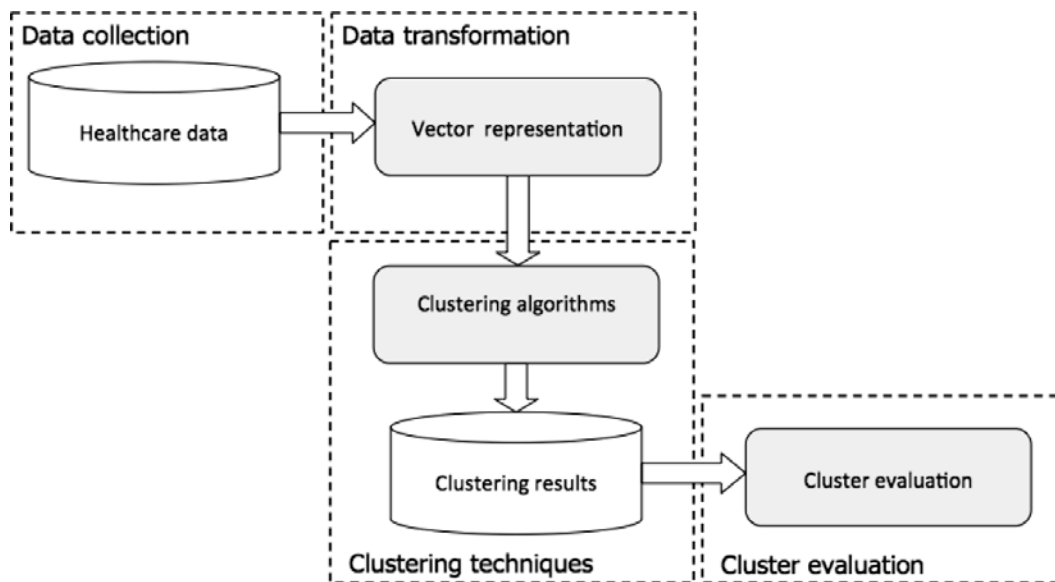 Data collection
Data transformation
Healthcare data
Vector representation
Clustering algorithms
Clustering results
Cluster evaluation
Clustering techniques
Cluster evaluation